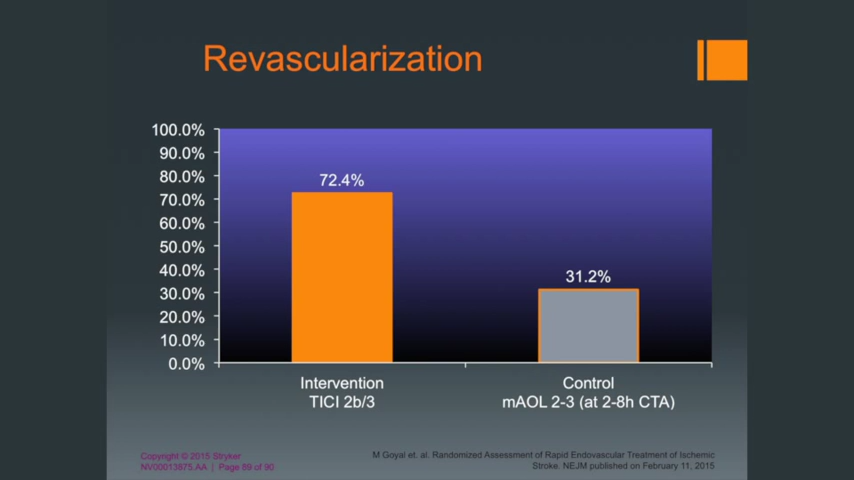 Revascularization
100.0%
90.0%
80.0%
70.0%
60.0%
50.0%
40.0%
30.0%
20.0%
10.0%
0.0%
72.4%
31.2%
Intervention
TICI 2b/3
Control
mAOL 2-3 (at 2-8h CTA)
Copyright © 2015 Stryker
NV00013875.AA | Page 89 of 90
M Goyal et. al. Randomized Assessment of Rapid Endovascular Treatment of Ischemic
Stroke. NEJM published on February 11, 2015